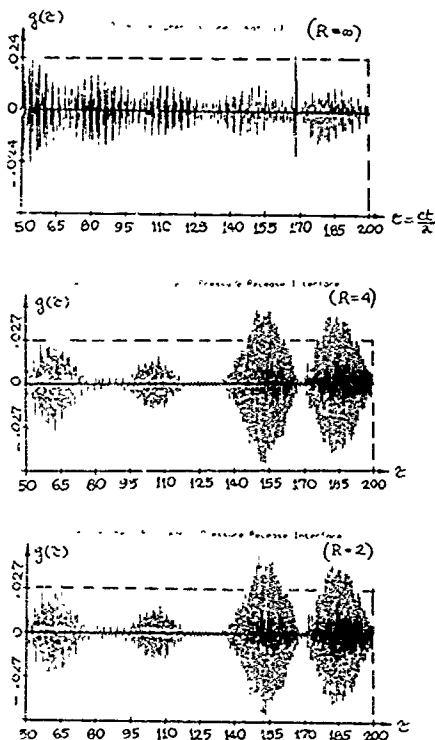 g(τ) (R=∞)
.024
0
-.024
50 65 80 95 110 125 140 155 170 185 200 τ=ct/a
Pressure Release Interface
g(τ) (R=4)
.027
0
-.027
50 65 80 95 110 125 140 155 170 185 200 τ
Pressure Release Interface
g(τ) (R=2)
.027
0
-.027
50 65 80 95 110 125 140 155 170 185 200 τ